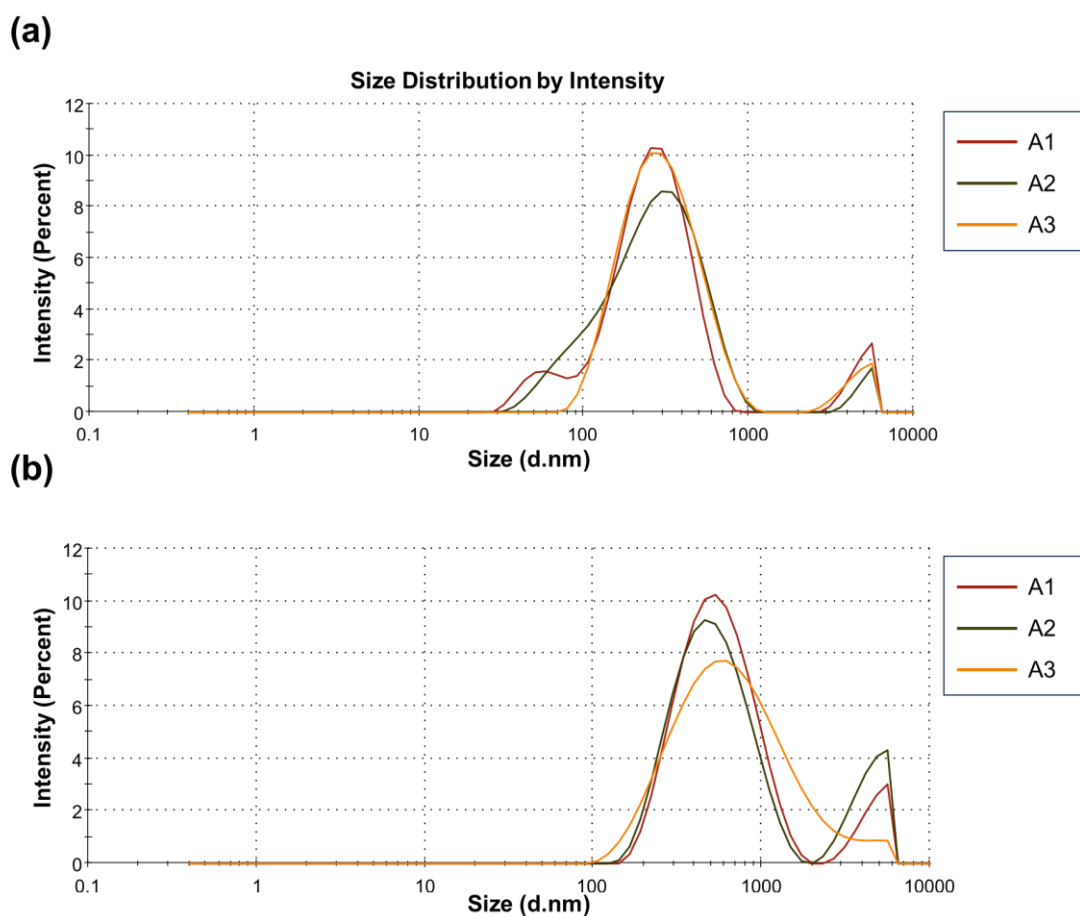 (a)
Size Distribution by Intensity
Intensity (Percent)
12
10
8
6
4
2
0
0.1 1 10 100 1000 10000
Size (d.nm)
A1
A2
A3
(b)
Intensity (Percent)
12
10
8
6
4
2
0
0.1 1 10 100 1000 10000
Size (d.nm)
A1
A2
A3